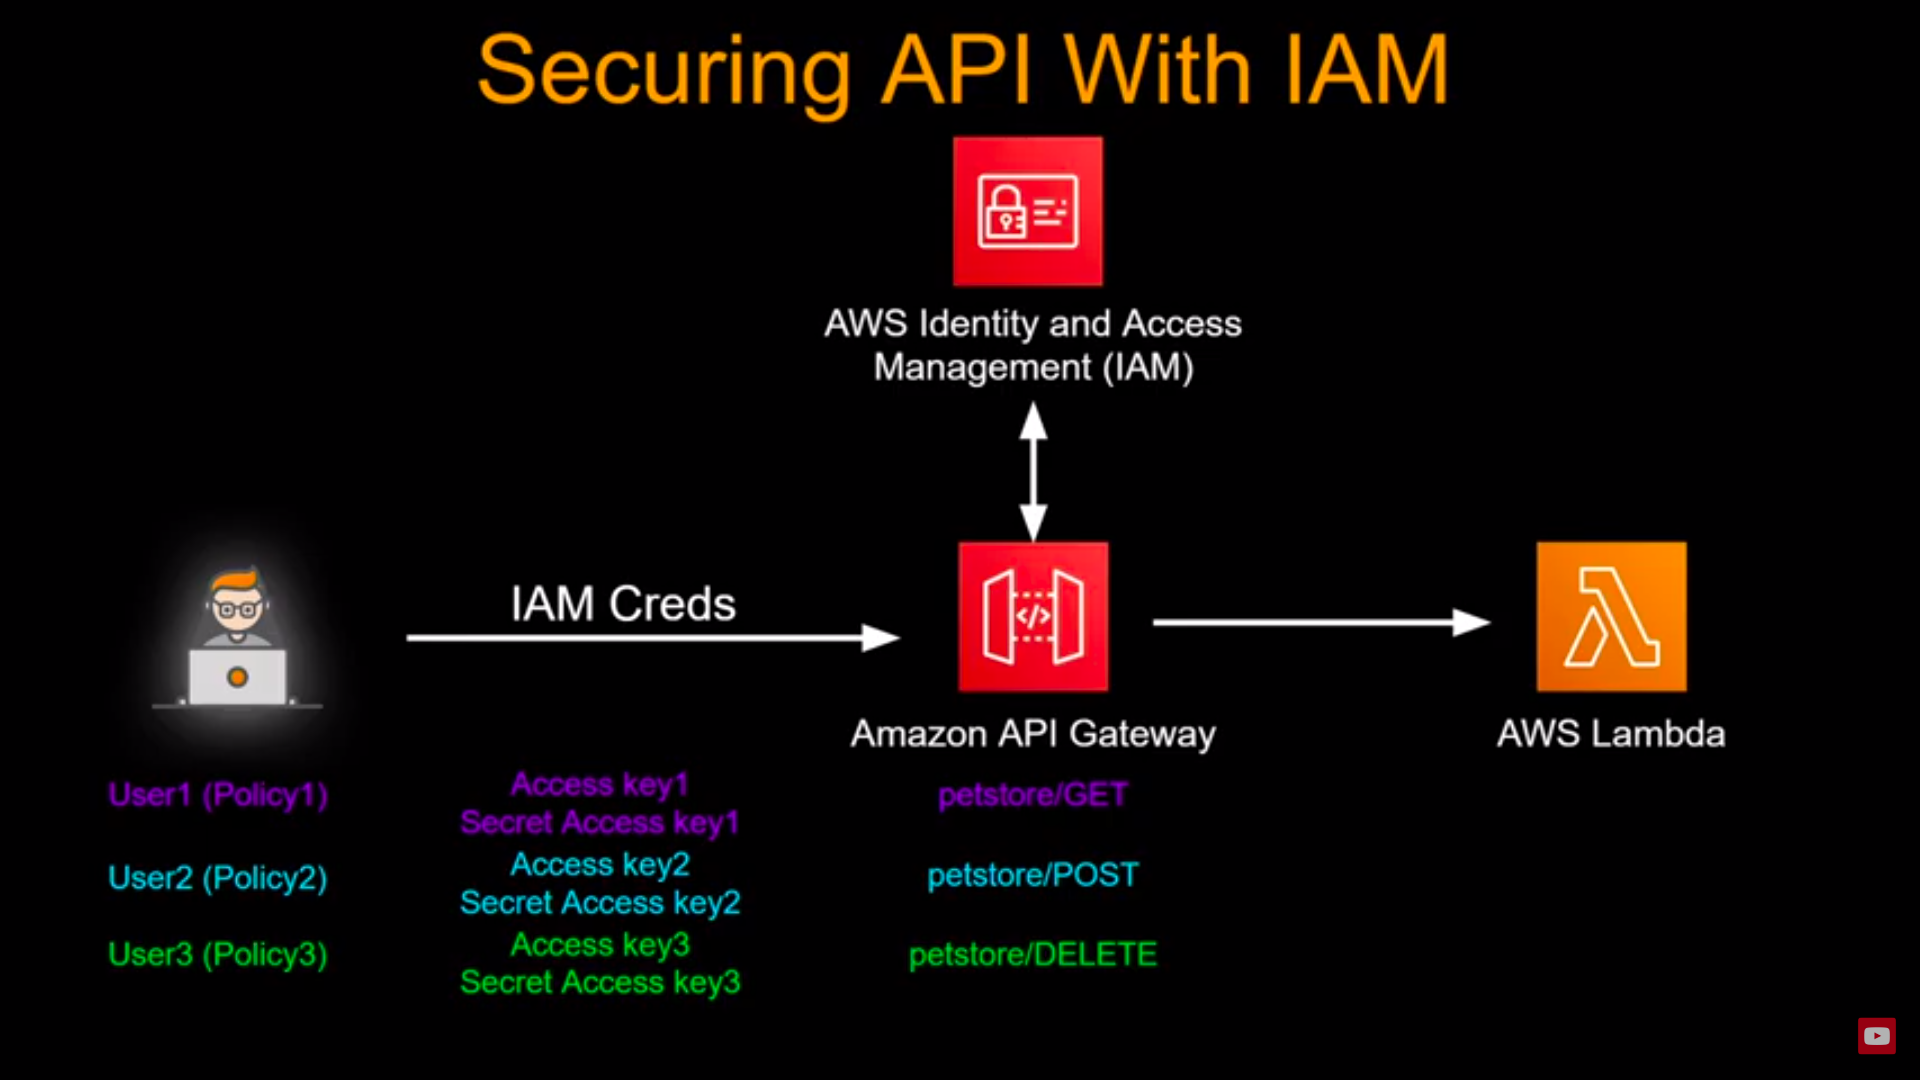 Securing API With IAM
AWS Identity and Access
Management (IAM)
IAM Creds
</>
Amazon API Gateway
AWS Lambda
User1 (Policy1)
Access key1
Secret Access key1
petstore/GET
User2 (Policy2)
Access key2
Secret Access key2
petstore/POST
User3 (Policy3)
Access key3
Secret Access key3
petstore/DELETE